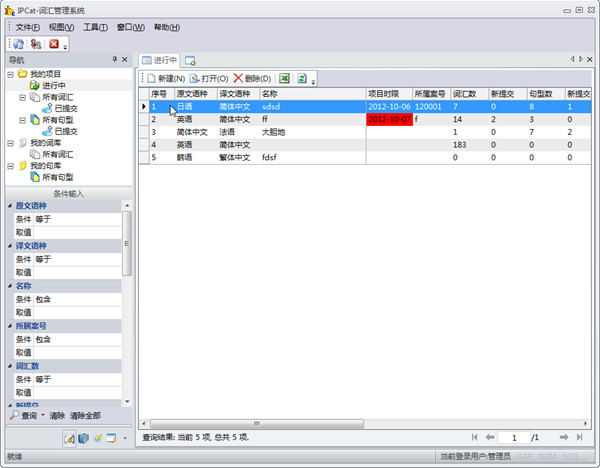 IPCat-词汇管理系统
文件(F) 视图(V) 工具(T) 窗口(W) 帮助(H)
导航
我的项目
进行中
所有词汇
已提交
所有句型
已提交
我的词库
所有词汇
我的句库
所有句型
条件输入
原文语种
条件 等于
取值
译文语种
条件 等于
取值
名称
条件 包含
取值
所属案号
条件 包含
取值
词汇数
条件 等于
取值
新提交
查询 清除 清除全部
进行中
新建(N) 打开(O) 删除(D)
序号 原文语种 译文语种 名称 项目时限 所属案号 词汇数 新提交 句型数 新提交
1 日语 简体中文 sdsd 2012-10-06 120001 7 0 8 1
2 英语 简体中文 ff 2012-10-07 f 14 2 3 0
3 简体中文 法语 大胆地 1 0 7 2
4 英语 简体中文 183 0 0 0
5 韩语 繁体中文 fdsf 0 0 0 0
查询结果: 当前 5 项, 总共 5 项.
1 /1
就绪
当前登录用户:管理员 CAP NUM SCRL